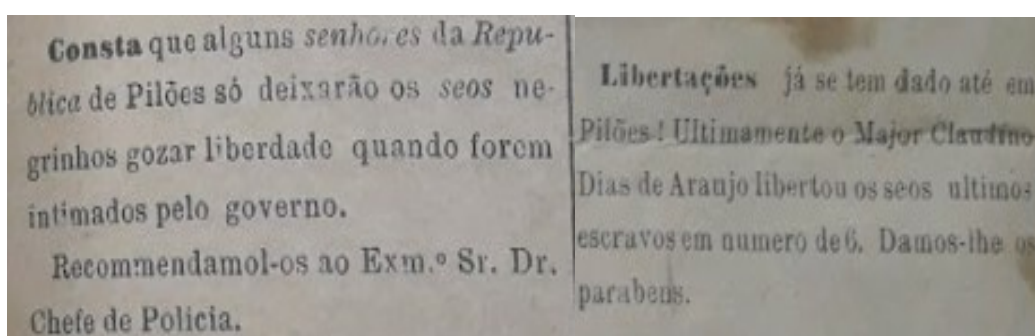 Consta que alguns senhores da Repu-
blica de Pilões só deixarão os seos ne-
grinhos gozar liberdade quando forem
intimados pelo governo.
Recommendamol-os ao Exm.º Sr. Dr.
Chefe de Policia.
Libertações já se tem dado até em
Pilões! Ultimamente o Major Claudino
Dias de Araujo libertou os seos ultimos
escravos em numero de 6. Damos-lhe os
parabens.